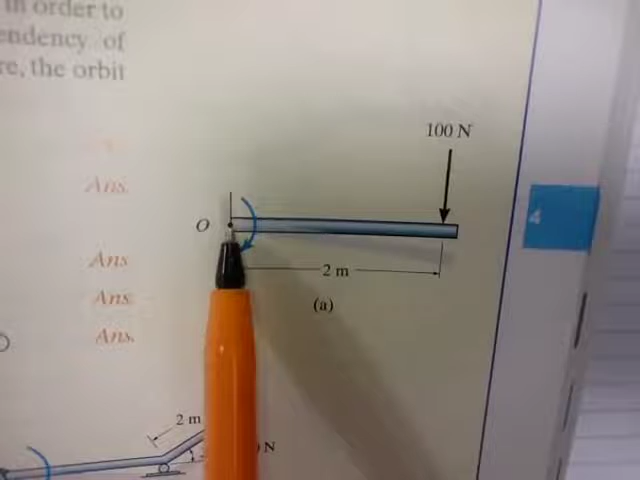 in order to
endency of
re, the orbit
Ans.
Ans
Ans
Ans.
100 N
O
2 m
(a)
4
2 m
N